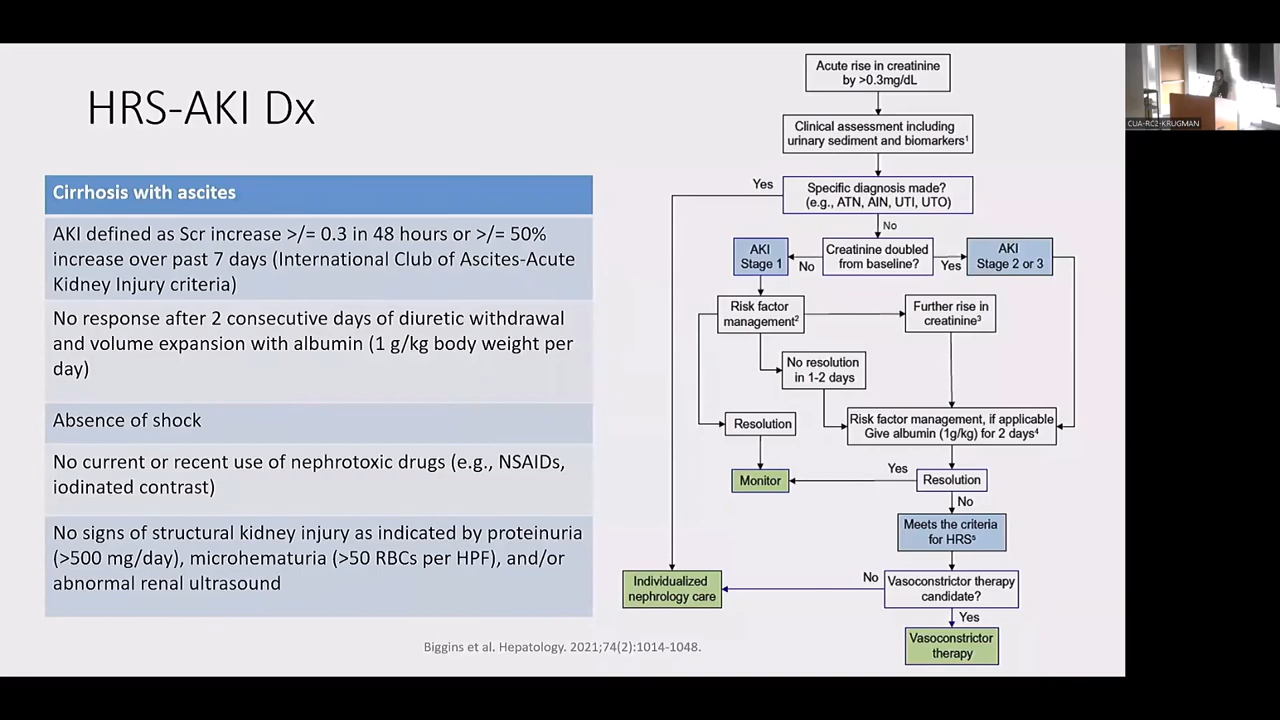 HRS-AKI Dx
Cirrhosis with ascites
AKI defined as Scr increase >/= 0.3 in 48 hours or >/= 50%
increase over past 7 days (International Club of Ascites-Acute
Kidney Injury criteria)
No response after 2 consecutive days of diuretic withdrawal
and volume expansion with albumin (1 g/kg body weight per
day)
Absence of shock
No current or recent use of nephrotoxic drugs (e.g., NSAIDs,
iodinated contrast)
No signs of structural kidney injury as indicated by proteinuria
(>500 mg/day), microhematuria (>50 RBCs per HPF), and/or
abnormal renal ultrasound
Acute rise in creatinine
by >0.3mg/dL
Clinical assessment including
urinary sediment and biomarkers¹
Yes
Specific diagnosis made?
(e.g., ATN, AIN, UTI, UTO)
No
AKI
Stage 1
No
Creatinine doubled
from baseline?
Yes
AKI
Stage 2 or 3
Risk factor
management²
Further rise in
creatinine³
No resolution
in 1-2 days
Resolution
Risk factor management, if applicable
Give albumin (1g/kg) for 2 days⁴
Monitor
Yes
Resolution
No
Meets the criteria
for HRS⁵
Individualized
nephrology care
No
Vasoconstrictor therapy
candidate?
Yes
Vasoconstrictor
therapy
Biggins et al. Hepatology. 2021;74(2):1014-1048.
CUA-RC2-KRUGMAN